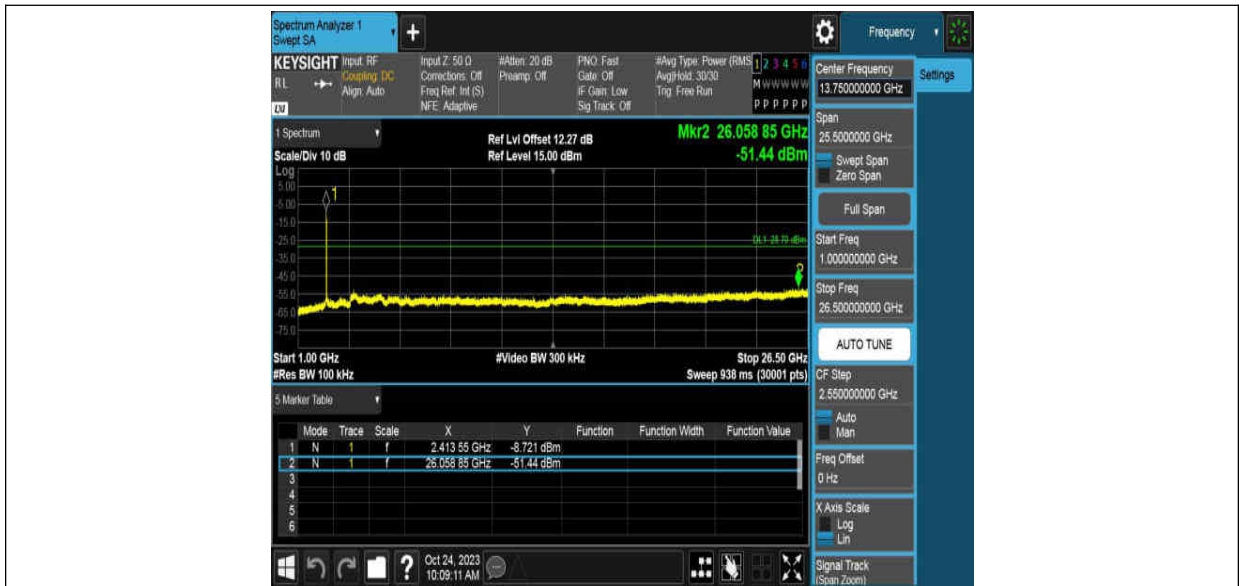 Spectrum Analyzer 1
Swept SA
+
Frequency
KEYSIGHT
RL
LXI
Input: RF
Coupling: DC
Align: Auto
Input Z: 50 Ω
Corrections: Off
Freq Ref: Int (S)
NFE: Adaptive
#Atten: 20 dB
Preamp: Off
PNO: Fast
Gate: Off
IF Gain: Low
Sig Track: Off
#Avg Type: Power (RMS
Avg|Hold: 30/30
Trig: Free Run
1 2 3 4 5 6
M W W W W W
P P P P P P
Center Frequency
13.750000000 GHz
Settings
Span
25.5000000 GHz
Swept Span
Zero Span
Full Span
Start Freq
1.000000000 GHz
Stop Freq
26.500000000 GHz
AUTO TUNE
CF Step
2.550000000 GHz
Auto
Man
Freq Offset
0 Hz
X Axis Scale
Log
Lin
Signal Track
(Span Zoom)
1 Spectrum
Scale/Div 10 dB
Ref Lvl Offset 12.27 dB
Ref Level 15.00 dBm
Mkr2 26.058 85 GHz
-51.44 dBm
Log
5.00
-5.00
-15.0
-25.0
-35.0
-45.0
-55.0
-65.0
-75.0
1
DL1 -28.70 dBm
2
Start 1.00 GHz
#Res BW 100 kHz
#Video BW 300 kHz
Stop 26.50 GHz
Sweep 938 ms (30001 pts)
5 Marker Table
Mode Trace Scale X Y Function Function Width Function Value
1 N 1 f 2.413 55 GHz -8.721 dBm
2 N 1 f 26.058 85 GHz -51.44 dBm
3
4
5
6
?
Oct 24, 2023
10:09:11 AM